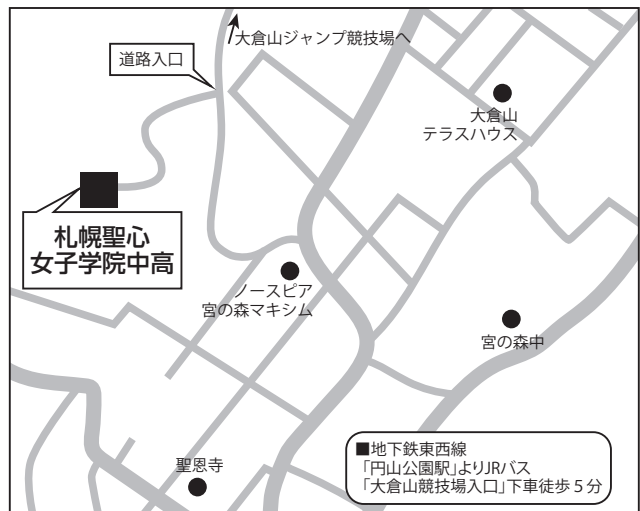 大倉山ジャンプ競技場へ
道路入口
大倉山
テラスハウス
札幌聖心
女子学院中高
ノースピア
宮の森マキシム
宮の森中
聖恩寺
■地下鉄東西線
「円山公園駅」よりJRバス
「大倉山競技場入口」下車徒歩５分